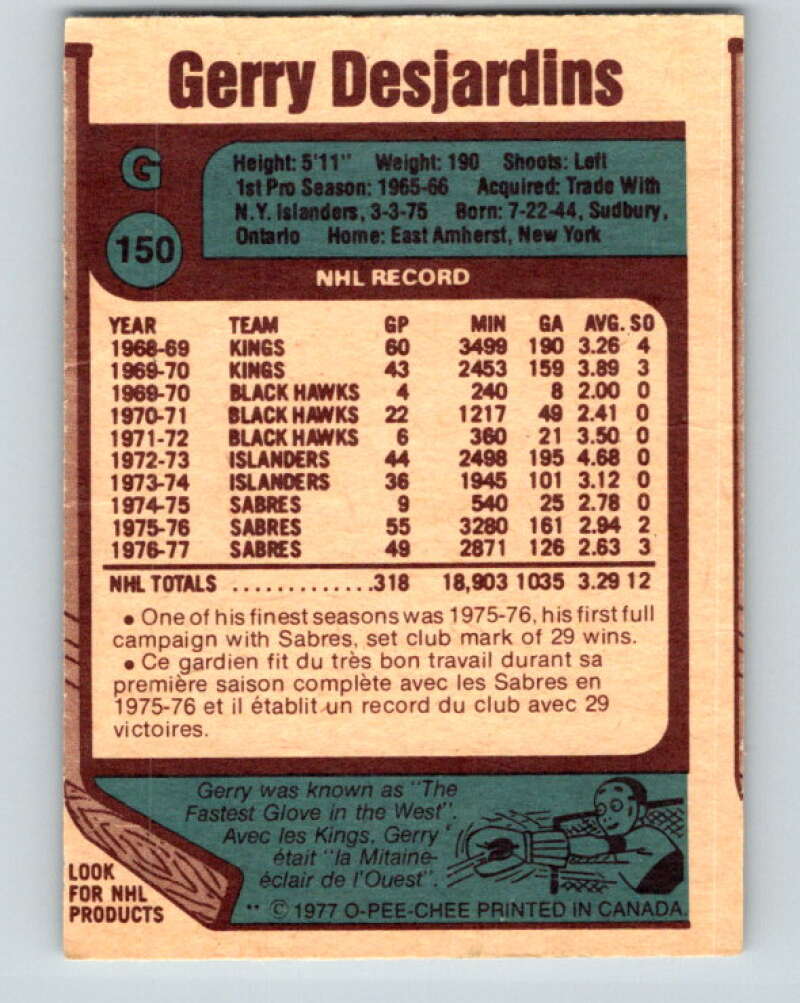 Gerry Desjardins
G
150
Height: 5'11" Weight: 190 Shoots: Left
1st Pro Season: 1965-66 Acquired: Trade With
N.Y. Islanders, 3-3-75 Born: 7-22-44, Sudbury,
Ontario Home: East Amherst, New York
NHL RECORD
YEAR TEAM GP MIN GA AVG. SO
1968-69 KINGS 60 3499 190 3.26 4
1969-70 KINGS 43 2453 159 3.89 3
1969-70 BLACK HAWKS 4 240 8 2.00 0
1970-71 BLACK HAWKS 22 1217 49 2.41 0
1971-72 BLACK HAWKS 6 360 21 3.50 0
1972-73 ISLANDERS 44 2498 195 4.68 0
1973-74 ISLANDERS 36 1945 101 3.12 0
1974-75 SABRES 9 540 25 2.78 0
1975-76 SABRES 55 3280 161 2.94 2
1976-77 SABRES 49 2871 126 2.63 3
NHL TOTALS .............318 18,903 1035 3.29 12
• One of his finest seasons was 1975-76, his first full
campaign with Sabres, set club mark of 29 wins.
• Ce gardien fit du très bon travail durant sa
première saison complète avec les Sabres en
1975-76 et il établit un record du club avec 29
victoires.
Gerry was known as "The
Fastest Glove in the West".
Avec les Kings, Gerry
était "la Mitaine-
éclair de l'Ouest".
LOOK
FOR NHL
PRODUCTS
** © 1977 O-PEE-CHEE PRINTED IN CANADA.